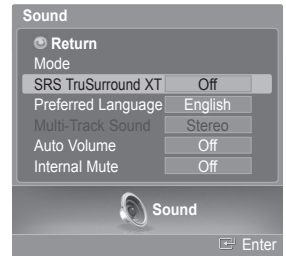 Sound
Return
Mode
SRS TruSurround XT Off
Preferred Language English
Multi-Track Sound Stereo
Auto Volume Off
Internal Mute Off
Sound
Enter